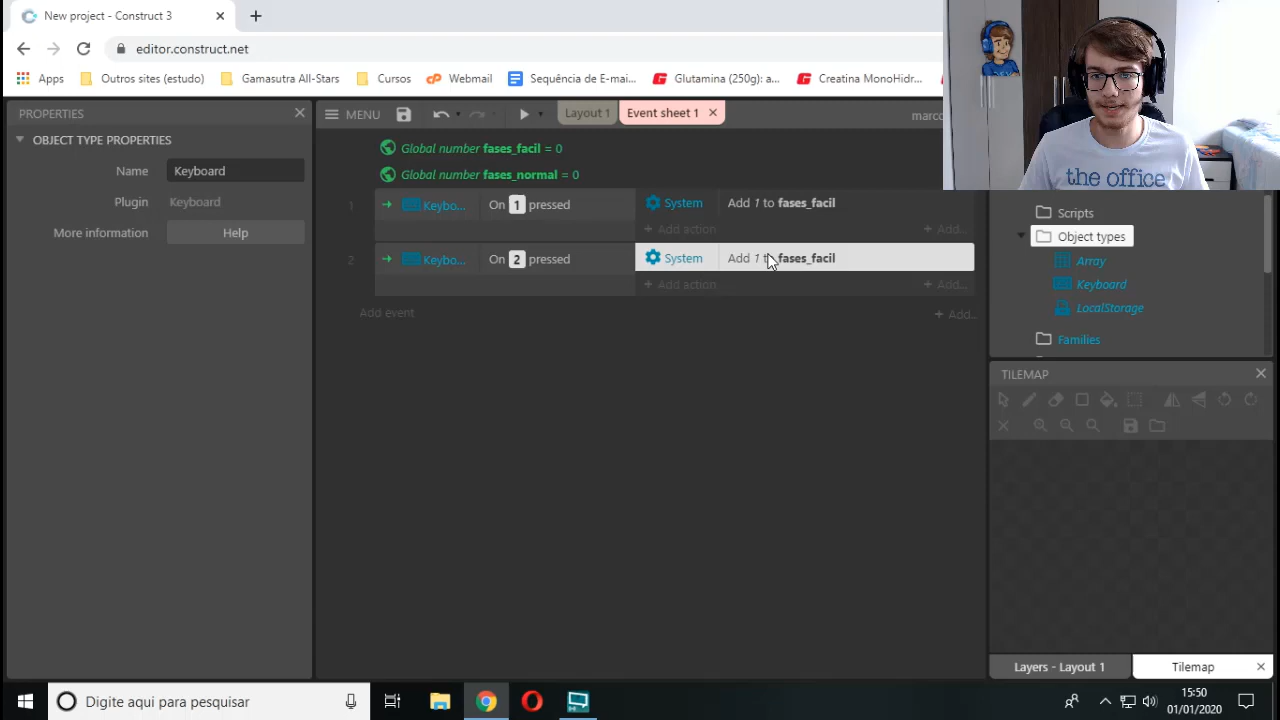 New project - Construct 3
editor.construct.net
Apps
Outros sites (estudo)
Gamasutra All-Stars
Cursos
Webmail
Sequência de E-mai...
Glutamina (250g): a...
Creatina MonoHidr...
PROPERTIES
OBJECT TYPE PROPERTIES
Name
Keyboard
Plugin
Keyboard
More information
Help
MENU
Layout 1
Event sheet 1
Global number fases_facil = 0
Global number fases_normal = 0
1
Keybo...
On 1 pressed
System
Add 1 to fases_facil
+ Add action
+ Add...
2
Keybo...
On 2 pressed
System
Add 1 fases_facil
+ Add action
+ Add...
Add event
+ Add...
the office
Scripts
Object types
Array
Keyboard
LocalStorage
Families
TILEMAP
Layers - Layout 1
Tilemap
Digite aqui para pesquisar
15:50
01/01/2020